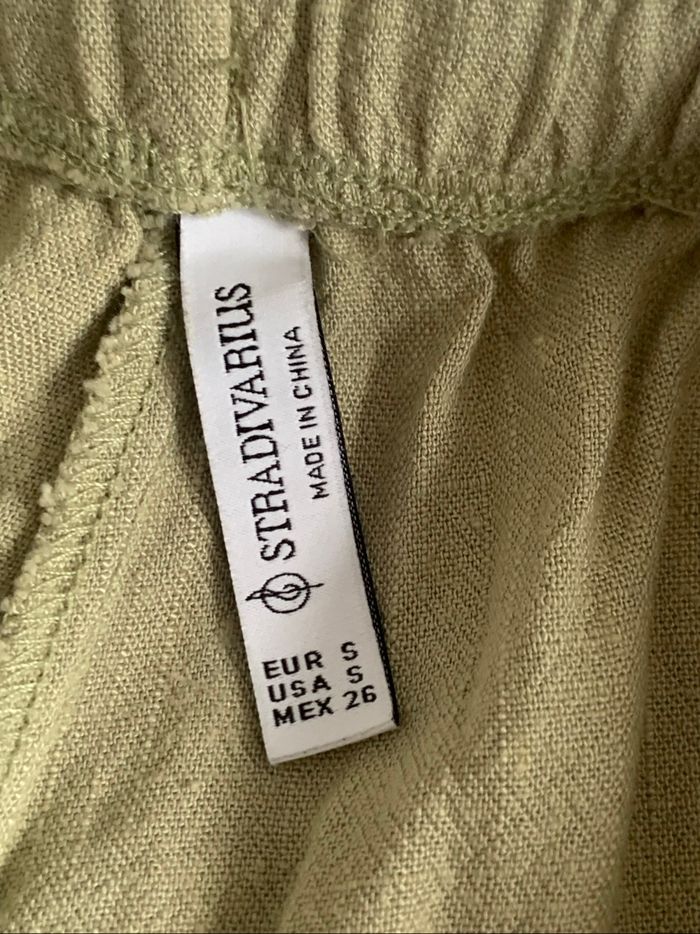 STRADIVARIUS
MADE IN CHINA
EUR S
USA S
MEX 26